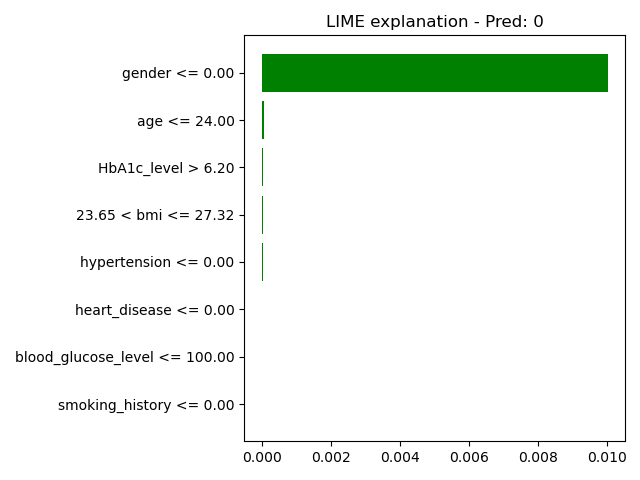 LIME explanation - Pred: 0
gender <= 0.00
age <= 24.00
HbA1c_level > 6.20
23.65 < bmi <= 27.32
hypertension <= 0.00
heart_disease <= 0.00
blood_glucose_level <= 100.00
smoking_history <= 0.00
0.000 0.002 0.004 0.006 0.008 0.010